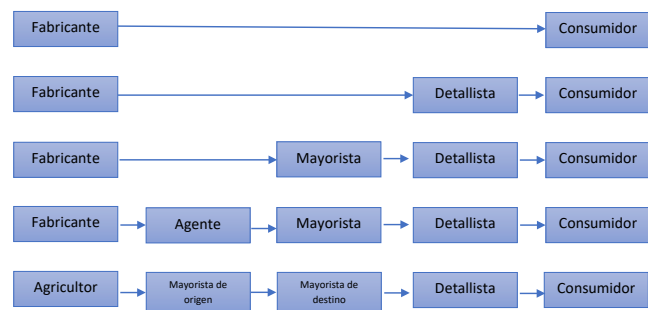 Fabricante Consumidor
Fabricante Detallista Consumidor
Fabricante Mayorista Detallista Consumidor
Fabricante Agente Mayorista Detallista Consumidor
Agricultor Mayorista de origen Mayorista de destino Detallista Consumidor